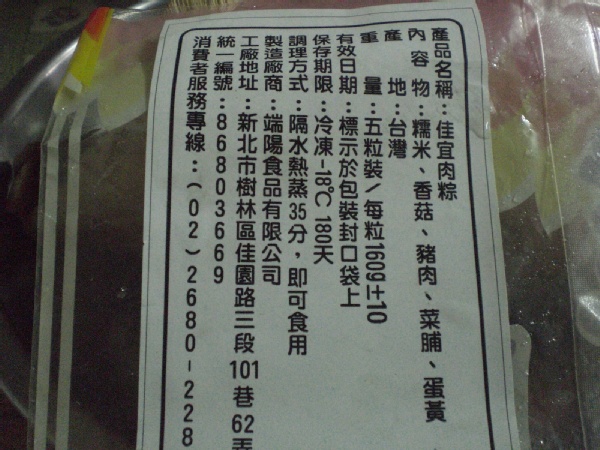 產品名稱：佳宜肉粽
內容物：糯米、香菇、豬肉、菜脯、蛋黃
產　地：台灣
重　量：五粒裝/每粒160g±10
有效日期：標示於包裝封口袋上
保存期限：冷凍-18℃ 180天
調理方式：隔水熱蒸35分，即可食用
製造廠商：端陽食品有限公司
工廠地址：新北市樹林區佳園路三段101巷62弄
統一編號：86803669
消費者服務專線：(02)2680-228